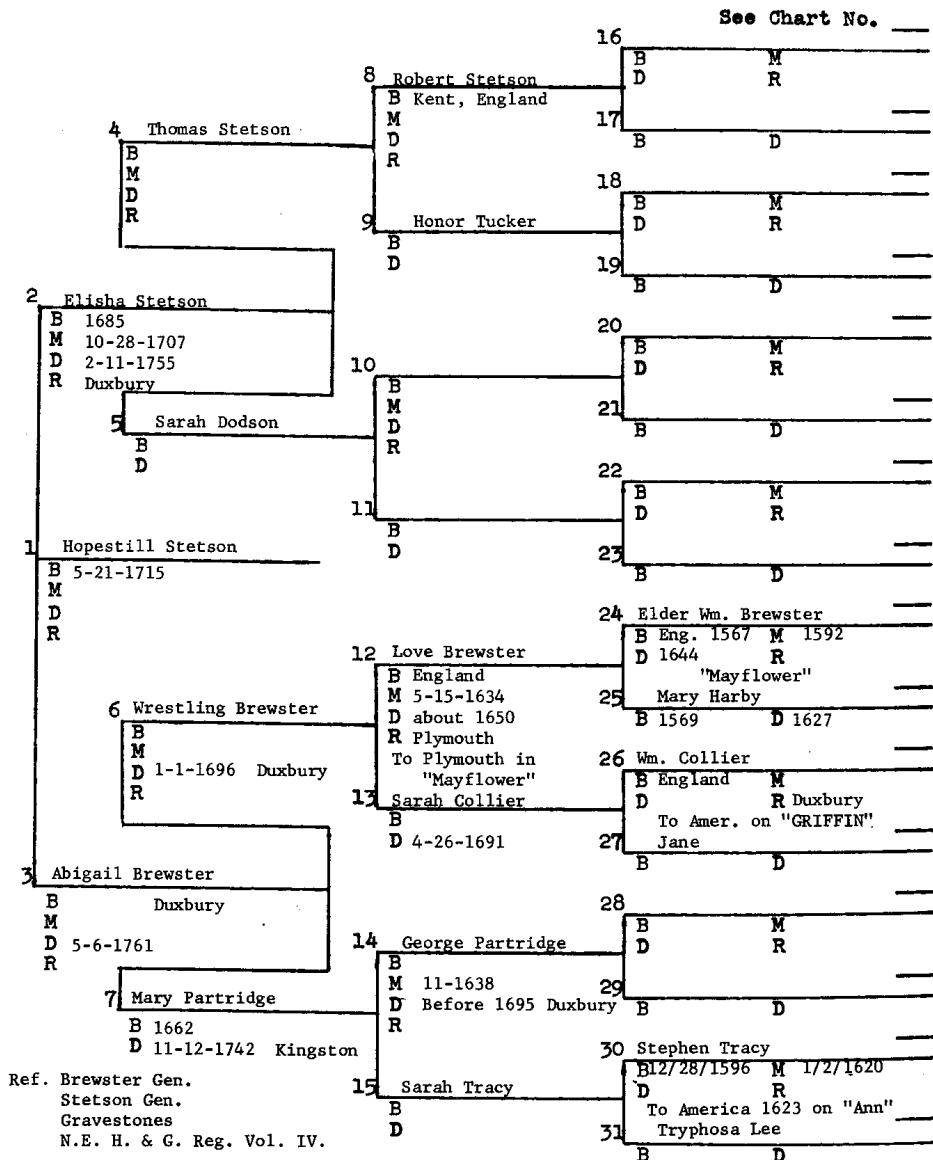 See Chart No.
1 Hopestill Stetson
B 5-21-1715
M
D
R
2 Elisha Stetson
B 1685
M 10-28-1707
D 2-11-1755
R Duxbury
3 Abigail Brewster
B Duxbury
M
D 5-6-1761
R
4 Thomas Stetson
B
M
D
R
5 Sarah Dodson
B
D
6 Wrestling Brewster
B
M
D 1-1-1696 Duxbury
R
7 Mary Partridge
B 1662
D 11-12-1742 Kingston
8 Robert Stetson
B Kent, England
M
D
R
9 Honor Tucker
B
D
10
B
M
D
R
11
B
D
12 Love Brewster
B England
M 5-15-1634
D about 1650
R Plymouth
To Plymouth in
"Mayflower"
13 Sarah Collier
B
D 4-26-1691
14 George Partridge
B
M 11-1638
D Before 1695 Duxbury
R
15 Sarah Tracy
B
D
16
B M
D R
17
B D
18
B M
D R
19
B D
20
B M
D R
21
B D
22
B M
D R
23
B D
24 Elder Wm. Brewster
B Eng. 1567 M 1592
D 1644 R
"Mayflower"
25 Mary Harby
B 1569 D 1627
26 Wm. Collier
B England M
D R Duxbury
To Amer. on "GRIFFIN"
27 Jane
B D
28
B M
D R
29
B D
30 Stephen Tracy
B 12/28/1596 M 1/2/1620
D R
To America 1623 on "Ann"
31 Tryphosa Lee
B D
Ref. Brewster Gen.
Stetson Gen.
Gravestones
N.E. H. & G. Reg. Vol. IV.